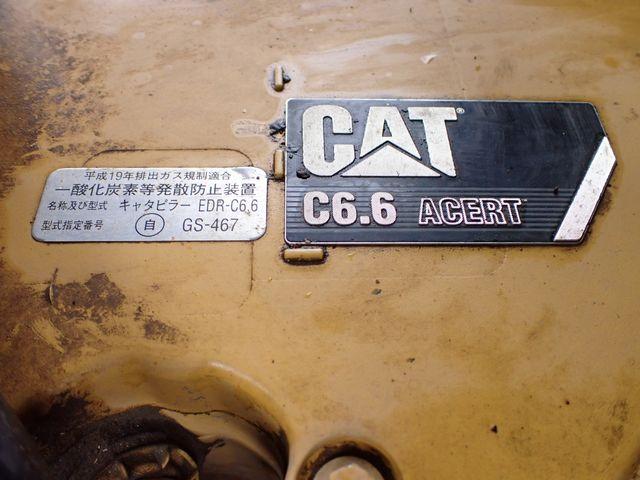 平成19年排出ガス規制適合
一酸化炭素等発散防止装置
名称及び型式 キャタピラー EDR-C6.6
型式指定番号 自 GS-467
CAT®
C6.6 ACERT™